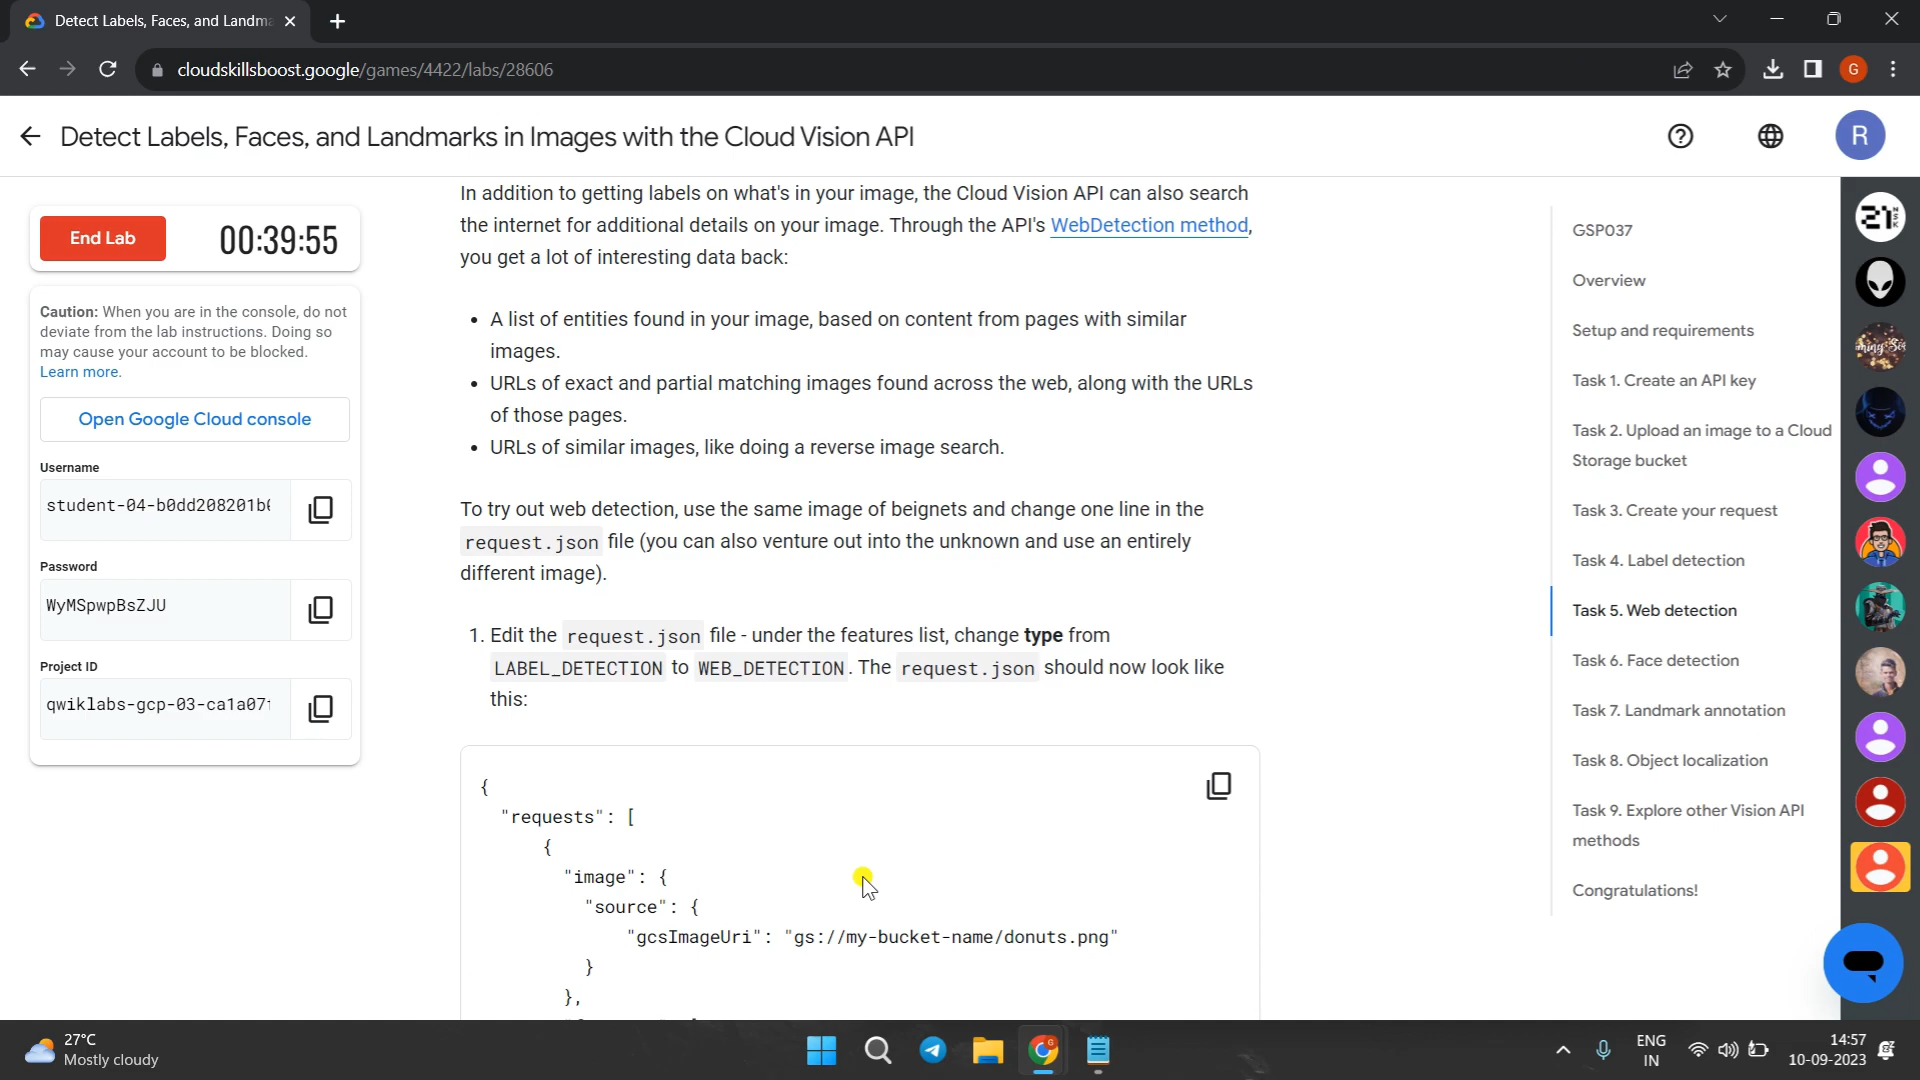 Detect Labels, Faces, and Landma
cloudskillsboost.google/games/4422/labs/28606
G
Detect Labels, Faces, and Landmarks in Images with the Cloud Vision API
R
End Lab
00:39:55
Caution: When you are in the console, do not
deviate from the lab instructions. Doing so
may cause your account to be blocked.
Learn more.
Open Google Cloud console
Username
student-04-b0dd208201b
Password
WyMSpwpBsZJU
Project ID
qwiklabs-gcp-03-ca1a07
In addition to getting labels on what's in your image, the Cloud Vision API can also search
the internet for additional details on your image. Through the API's WebDetection method,
you get a lot of interesting data back:
• A list of entities found in your image, based on content from pages with similar
images.
• URLs of exact and partial matching images found across the web, along with the URLs
of those pages.
• URLs of similar images, like doing a reverse image search.
To try out web detection, use the same image of beignets and change one line in the
request.json file (you can also venture out into the unknown and use an entirely
different image).
1. Edit the request.json file - under the features list, change type from
LABEL_DETECTION to WEB_DETECTION. The request.json should now look like
this:
{
"requests": [
{
"image": {
"source": {
"gcsImageUri": "gs://my-bucket-name/donuts.png"
}
},
GSP037
Overview
Setup and requirements
Task 1. Create an API key
Task 2. Upload an image to a Cloud
Storage bucket
Task 3. Create your request
Task 4. Label detection
Task 5. Web detection
Task 6. Face detection
Task 7. Landmark annotation
Task 8. Object localization
Task 9. Explore other Vision API
methods
Congratulations!
21
27°C
Mostly cloudy
ENG
IN
14:57
10-09-2023